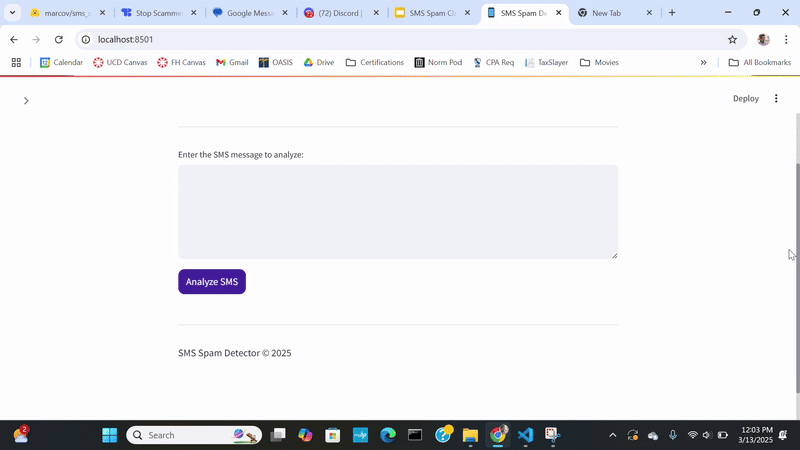 marcov/sms_s
Stop Scamme
Google Messa
(72) Discord |
SMS Spam Cl
SMS Spam De
New Tab
localhost:8501
Calendar
UCD Canvas
FH Canvas
Gmail
OASIS
Drive
Certifications
Norm Pod
CPA Req
TaxSlayer
Movies
All Bookmarks
Deploy
Enter the SMS message to analyze:
Analyze SMS
SMS Spam Detector © 2025
2
Search
12:03 PM
3/13/2025